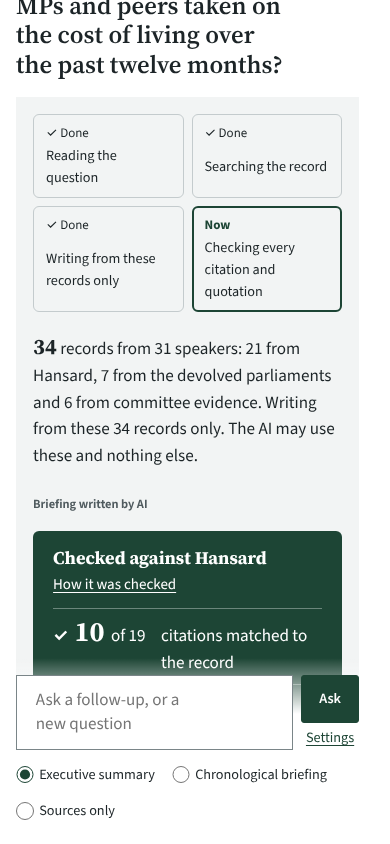 MPs and peers taken on
the cost of living over
the past twelve months?
✓ Done
Reading the
question
✓ Done
Searching the record
✓ Done
Writing from these
records only
Now
Checking every
citation and
quotation
34 records from 31 speakers: 21 from
Hansard, 7 from the devolved parliaments
and 6 from committee evidence. Writing
from these 34 records only. The AI may use
these and nothing else.
Briefing written by AI
Checked against Hansard
How it was checked
✓ 10 of 19 citations matched to
the record
Ask a follow-up, or a
new question
Ask
Settings
Executive summary
Chronological briefing
Sources only